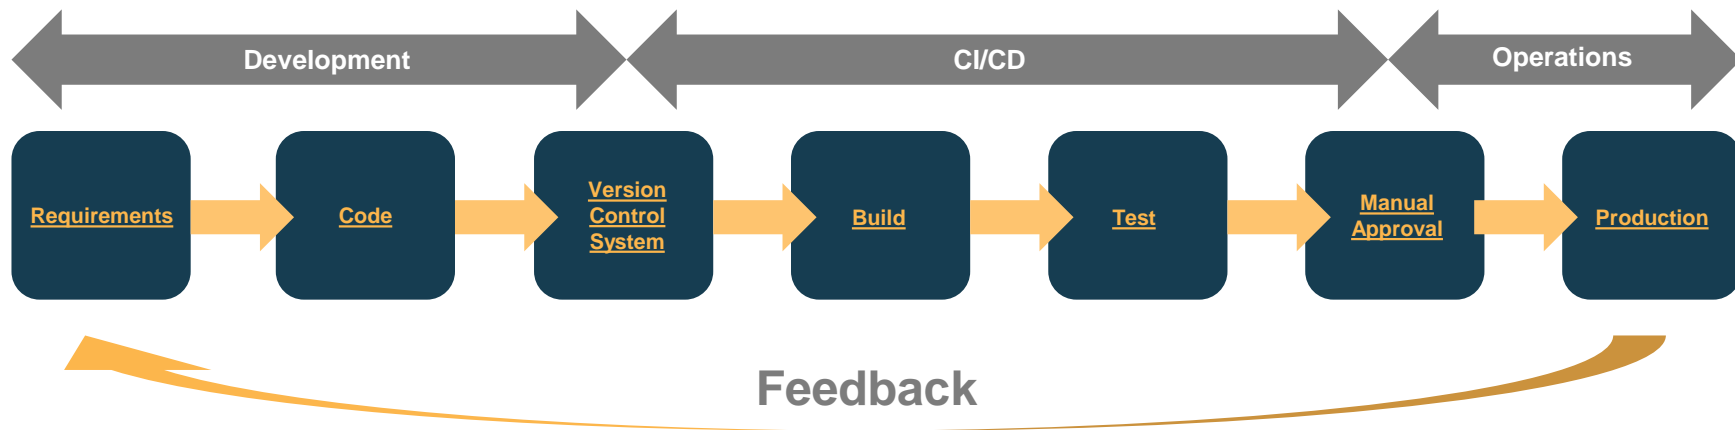 Development
CI/CD
Operations
Requirements
Code
Version
Control
System
Build
Test
Manual
Approval
Production
Feedback